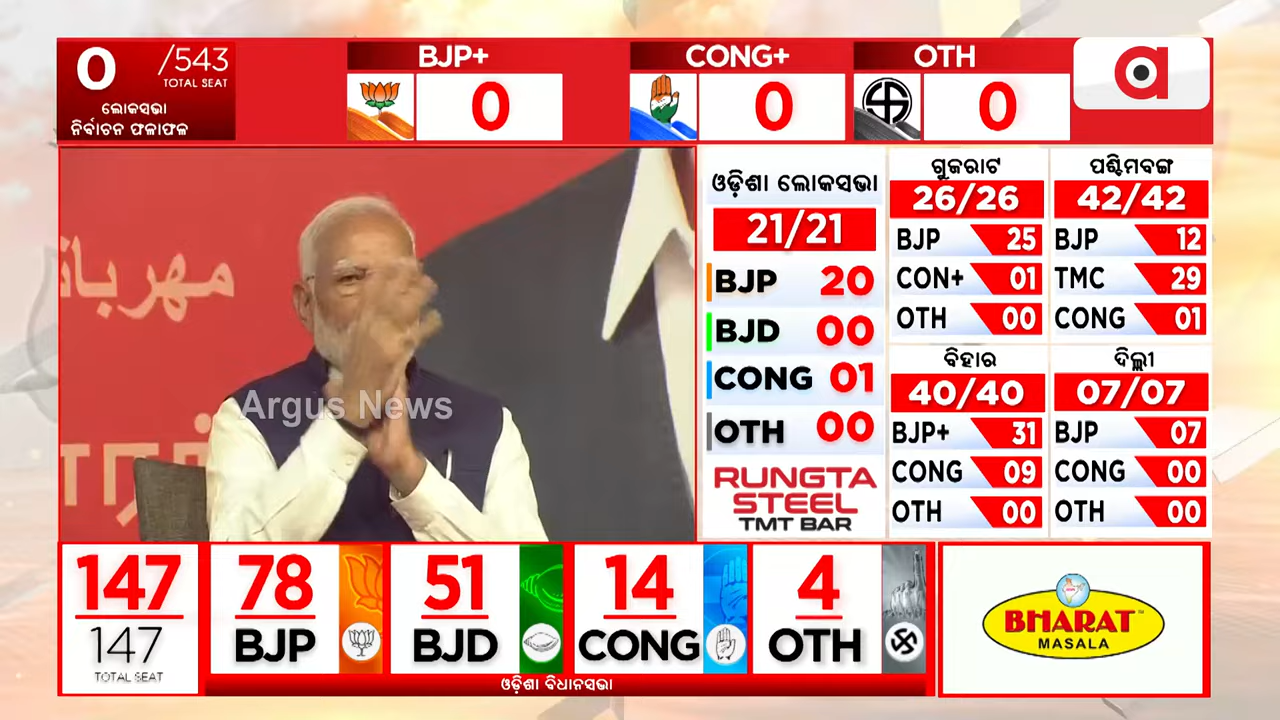 0 /543
TOTAL SEAT
ଲୋକସଭା
ନିର୍ବାଚନ ଫଳାଫଳ
BJP+
0
CONG+
0
OTH
0
a
مهربانی
Argus News
ଓଡ଼ିଶା ଲୋକସଭା
21/21
BJP 20
BJD 00
CONG 01
OTH 00
RUNGTA
STEEL
TMT BAR
ଗୁଜରାଟ
26/26
BJP 25
CON+ 01
OTH 00
ପଶ୍ଚିମବଙ୍ଗ
42/42
BJP 12
TMC 29
CONG 01
ବିହାର
40/40
BJP+ 31
CONG 09
OTH 00
ଦିଲ୍ଲୀ
07/07
BJP 07
CONG 00
OTH 00
147
147
TOTAL SEAT
78
BJP
51
BJD
14
CONG
4
OTH
ଓଡ଼ିଶା ବିଧାନସଭା
BHARAT™
MASALA